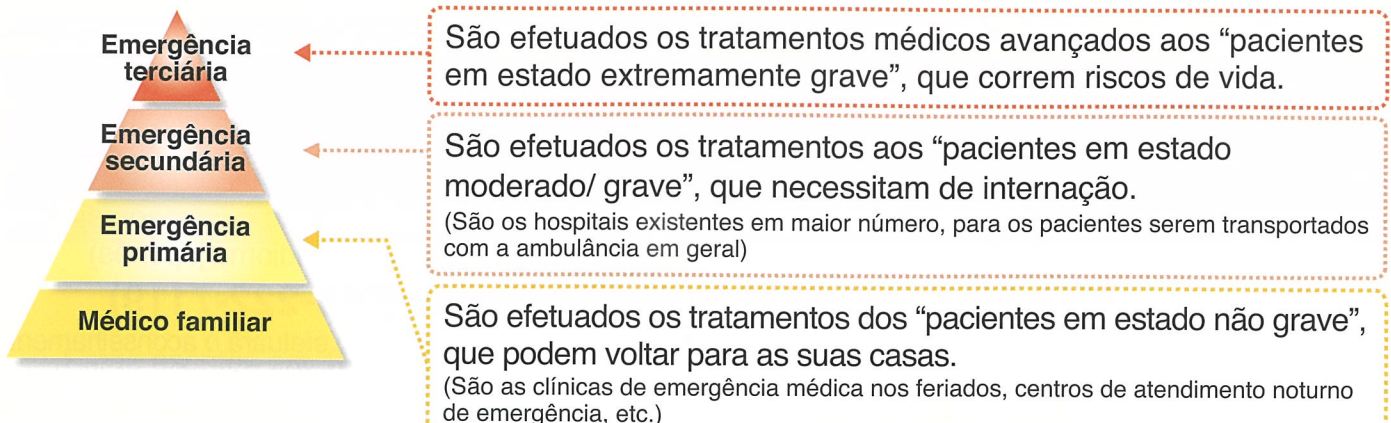 Emergência
terciária
São efetuados os tratamentos médicos avançados aos “pacientes
em estado extremamente grave”, que correm riscos de vida.
Emergência
secundária
São efetuados os tratamentos aos “pacientes em estado
moderado/ grave”, que necessitam de internação.
(São os hospitais existentes em maior número, para os pacientes serem transportados
com a ambulância em geral)
Emergência
primária
São efetuados os tratamentos dos “pacientes em estado não grave”,
que podem voltar para as suas casas.
(São as clínicas de emergência médica nos feriados, centros de atendimento noturno
de emergência, etc.)
Médico familiar